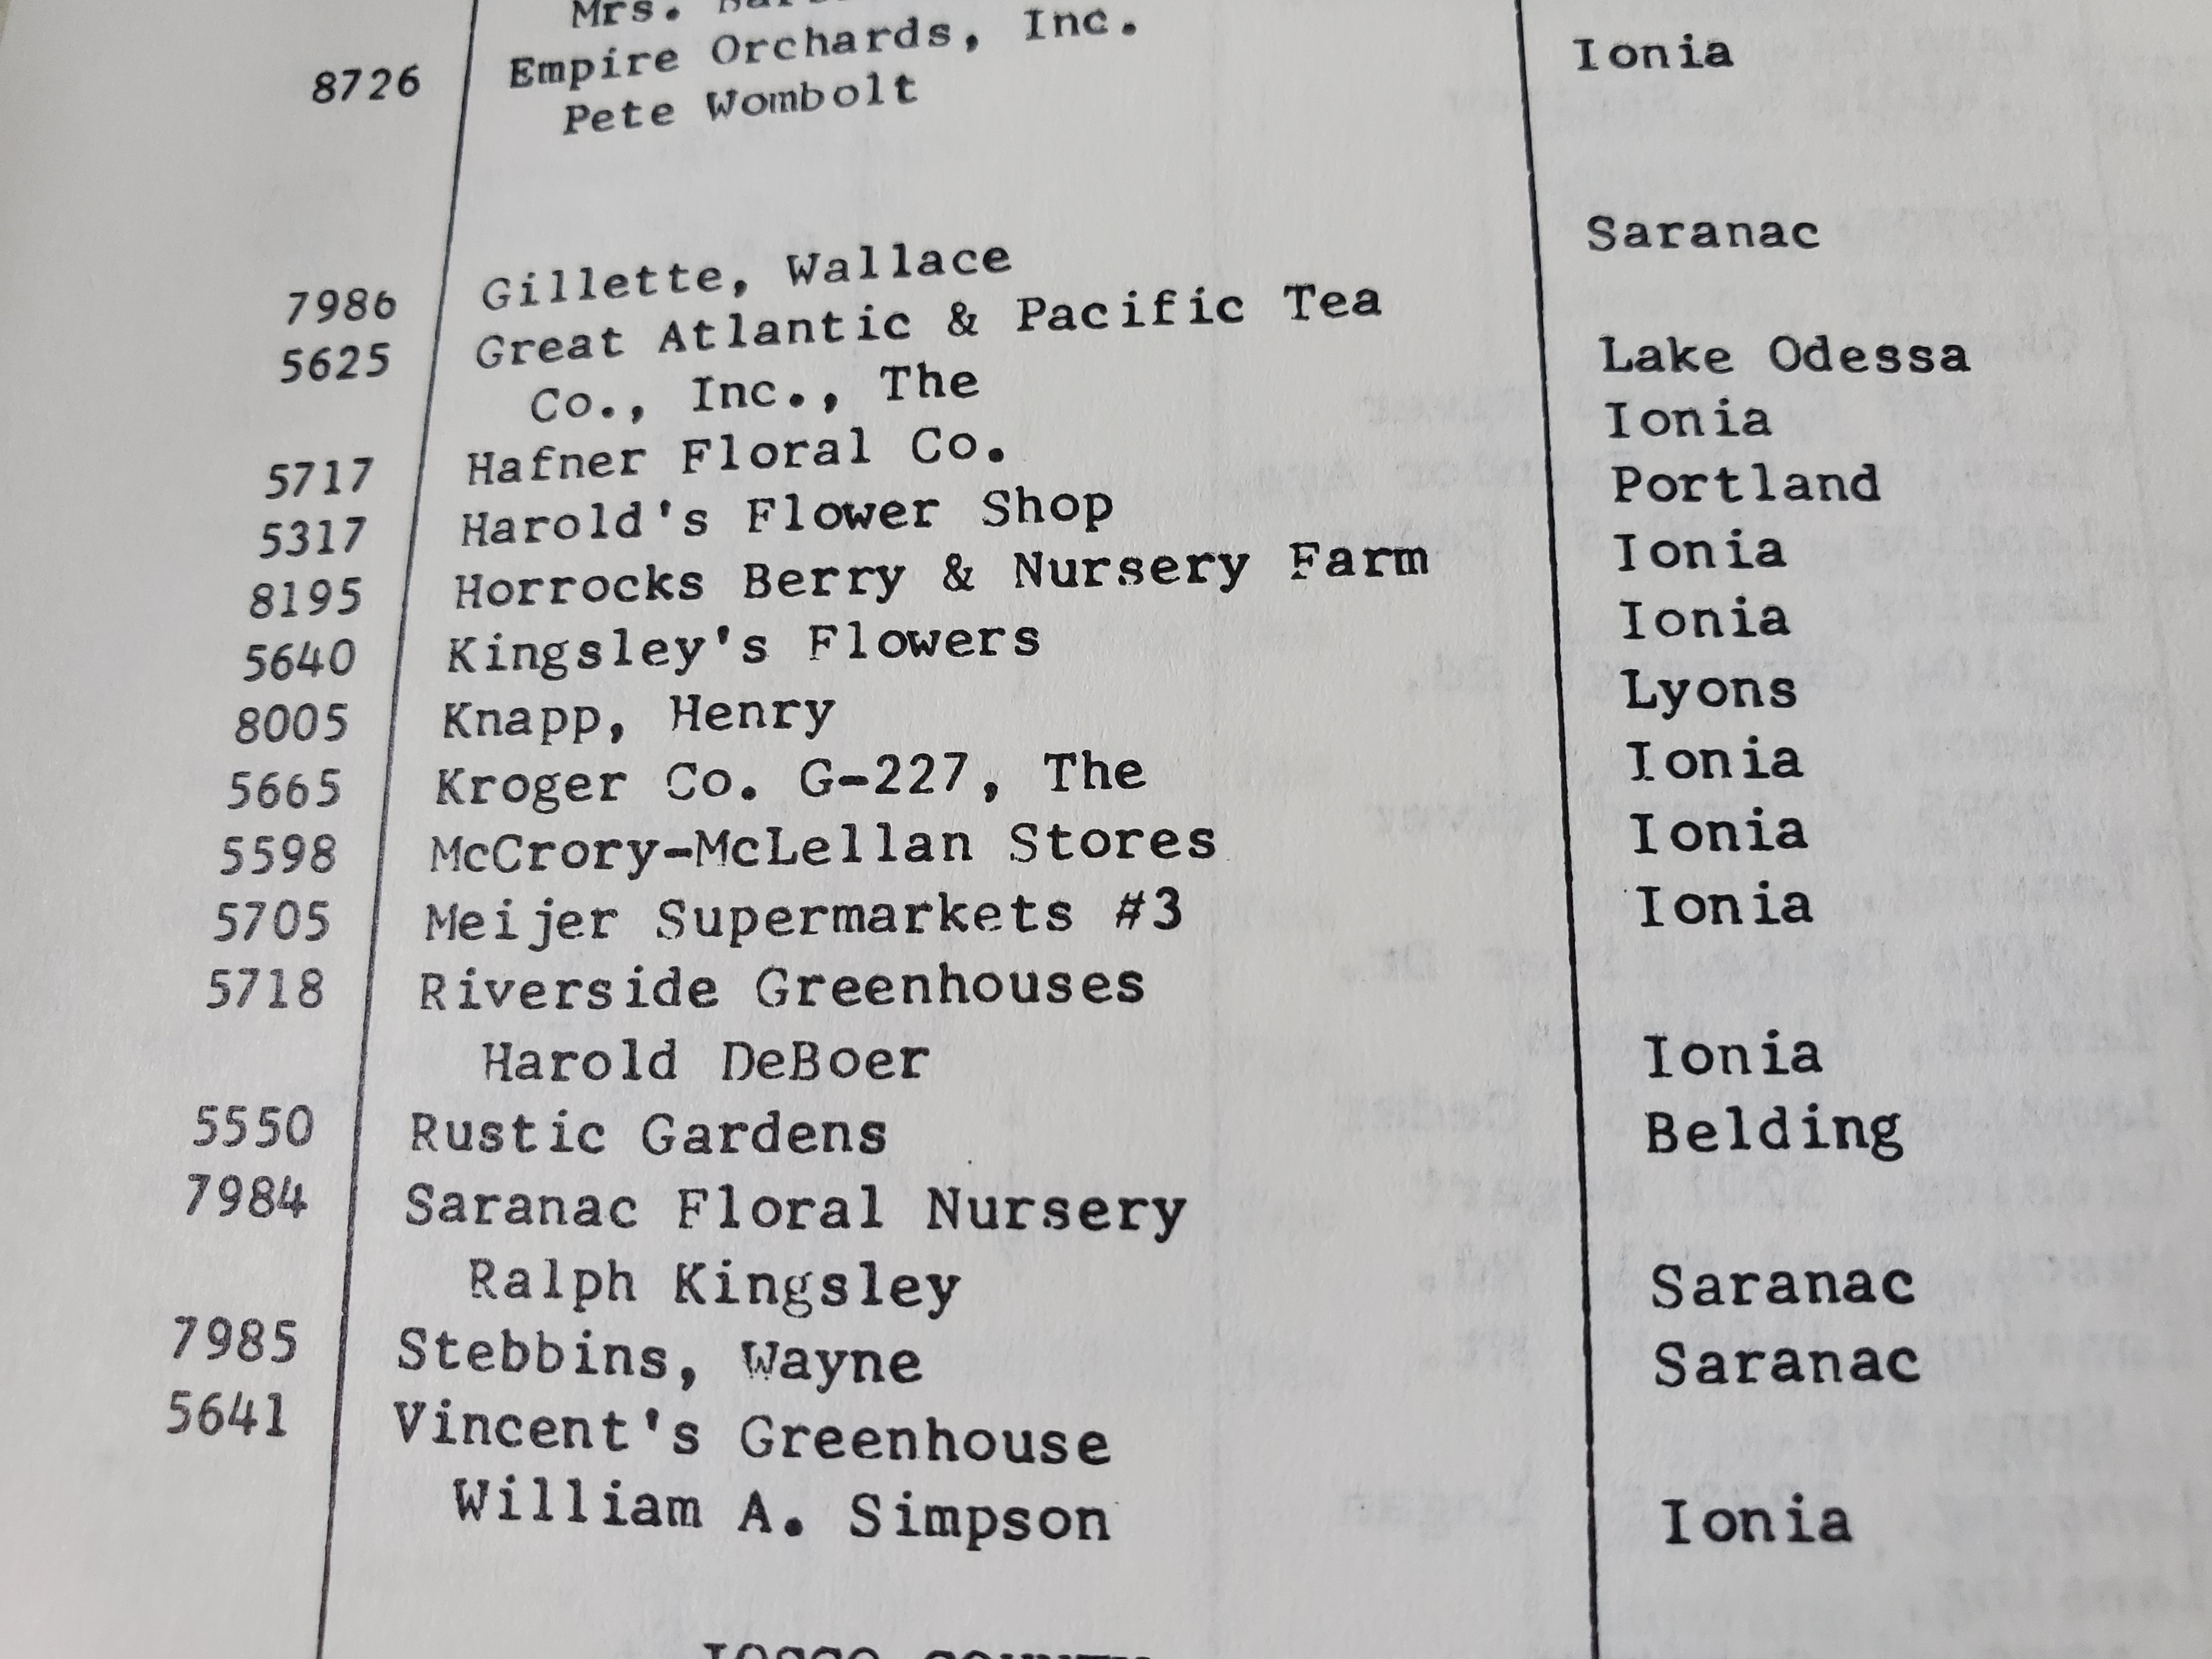 Mrs.
8726 Empire Orchards, Inc.
Pete Wombolt Ionia
7986 Gillette, Wallace Saranac
5625 Great Atlantic & Pacific Tea
Co., Inc., The Lake Odessa
5717 Hafner Floral Co. Ionia
5317 Harold's Flower Shop Portland
8195 Horrocks Berry & Nursery Farm Ionia
5640 Kingsley's Flowers Ionia
8005 Knapp, Henry Lyons
5665 Kroger Co. G-227, The Ionia
5598 McCrory-McLellan Stores Ionia
5705 Meijer Supermarkets #3 Ionia
5718 Riverside Greenhouses
Harold DeBoer Ionia
5550 Rustic Gardens Belding
7984 Saranac Floral Nursery
Ralph Kingsley Saranac
7985 Stebbins, Wayne Saranac
5641 Vincent's Greenhouse
William A. Simpson Ionia
IOSCO COUNTY